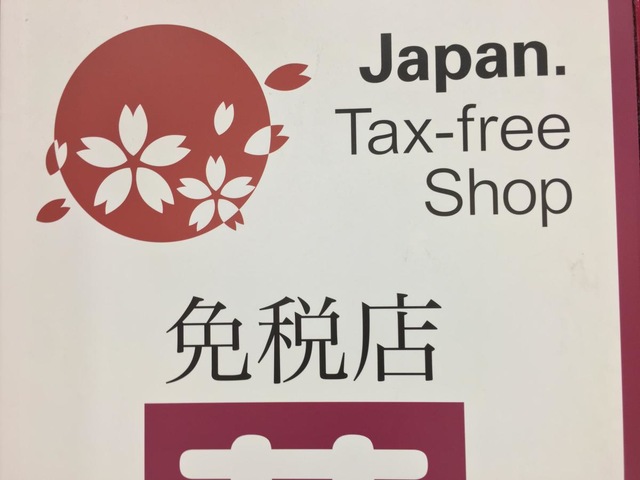 Japan.
Tax-free
Shop
免税店